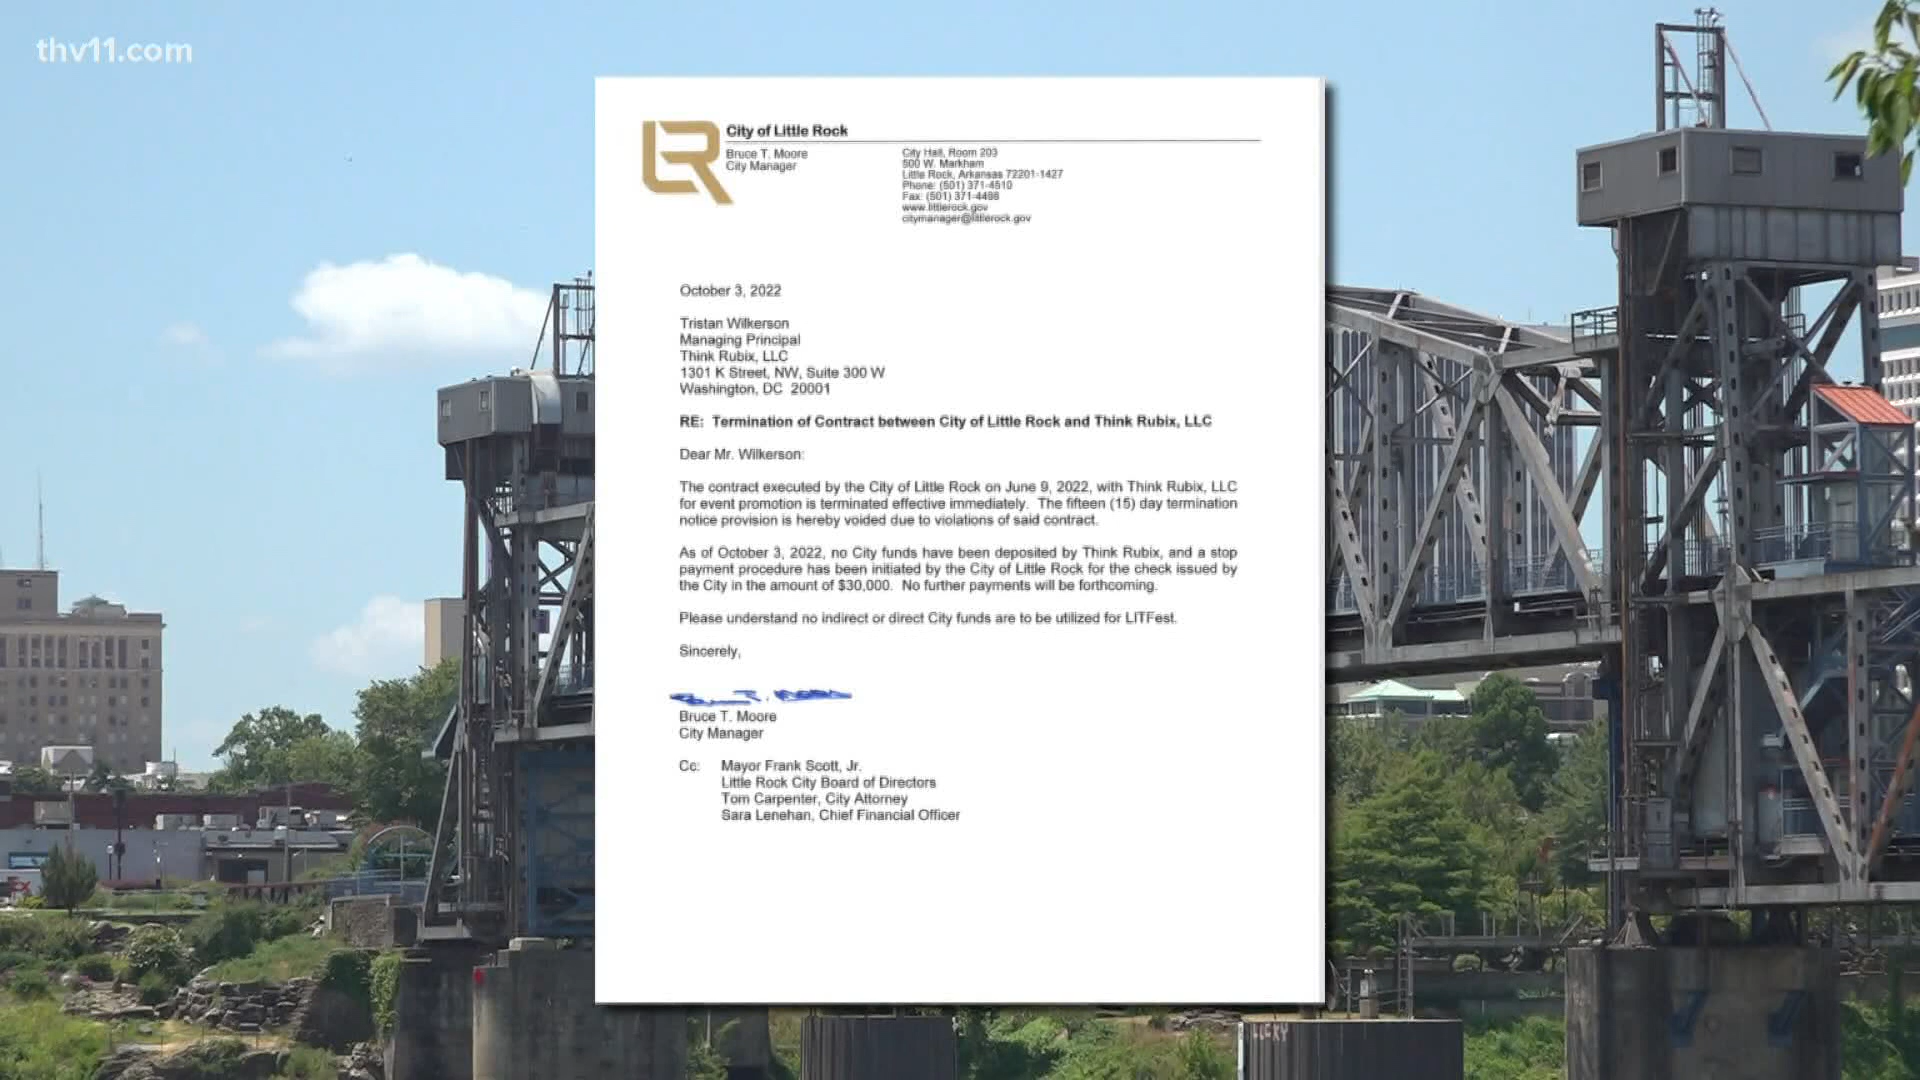 thv11.com
LR
City of Little Rock
Bruce T. Moore
City Manager
City Hall, Room 203
500 W. Markham
Little Rock, Arkansas 72201-1427
Phone: (501) 371-4510
Fax: (501) 371-4498
www.littlerock.gov
citymanager@littlerock.gov
October 3, 2022
Tristan Wilkerson
Managing Principal
Think Rubix, LLC
1301 K Street, NW, Suite 300 W
Washington, DC 20001
RE: Termination of Contract between City of Little Rock and Think Rubix, LLC
Dear Mr. Wilkerson:
The contract executed by the City of Little Rock on June 9, 2022, with Think Rubix, LLC
for event promotion is terminated effective immediately. The fifteen (15) day termination
notice provision is hereby voided due to violations of said contract.
As of October 3, 2022, no City funds have been deposited by Think Rubix, and a stop
payment procedure has been initiated by the City of Little Rock for the check issued by
the City in the amount of $30,000. No further payments will be forthcoming.
Please understand no indirect or direct City funds are to be utilized for LITFest.
Sincerely,
Bruce T. Moore
City Manager
Cc: Mayor Frank Scott, Jr.
Little Rock City Board of Directors
Tom Carpenter, City Attorney
Sara Lenehan, Chief Financial Officer